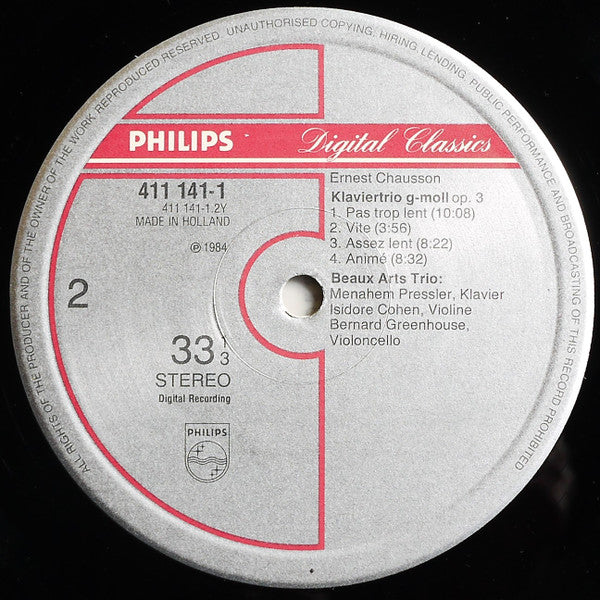 ALL RIGHTS OF THE PRODUCER AND OF THE OWNER OF THE WORK REPRODUCED RESERVED. UNAUTHORISED COPYING, HIRING, LENDING, PUBLIC PERFORMANCE AND BROADCASTING OF THIS RECORD PROHIBITED
PHILIPS Digital Classics
411 141-1
411 141-1.2Y
MADE IN HOLLAND
℗ 1984
2
33 1/3
STEREO
Digital Recording
PHILIPS
Ernest Chausson
Klaviertrio g-moll op. 3
1. Pas trop lent (10:08)
2. Vite (3:56)
3. Assez lent (8:22)
4. Animé (8:32)
Beaux Arts Trio:
Menahem Pressler, Klavier
Isidore Cohen, Violine
Bernard Greenhouse,
Violoncello